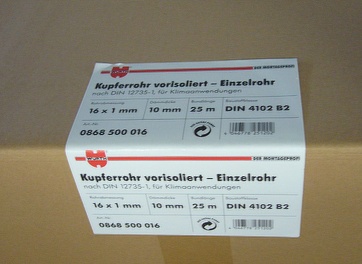 WÜRTH
DER MONTAGEPROFI
Kupferrohr vorisoliert – Einzelrohr
nach DIN 12735-1, für Klimaanwendungen
16 x 1 mm 10 mm 25 m DIN 4102 B2
Art.-Nr.
0868 500 016
WÜRTH
DER MONTAGEPROFI
Kupferrohr vorisoliert – Einzelrohr
nach DIN 12735-1, für Klimaanwendungen
16 x 1 mm 10 mm 25 m DIN 4102 B2
0868 500 016